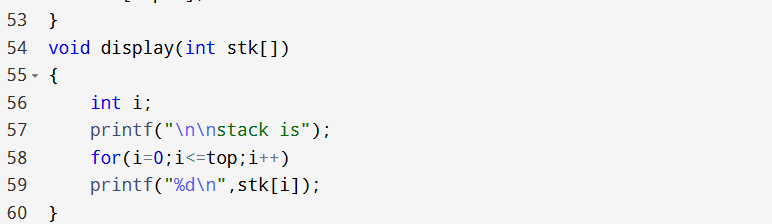 53 }
54 void display(int stk[])
55 {
56 int i;
57 printf("\n\nstack is");
58 for(i=0;i<=top;i++)
59 printf("%d\n",stk[i]);
60 }